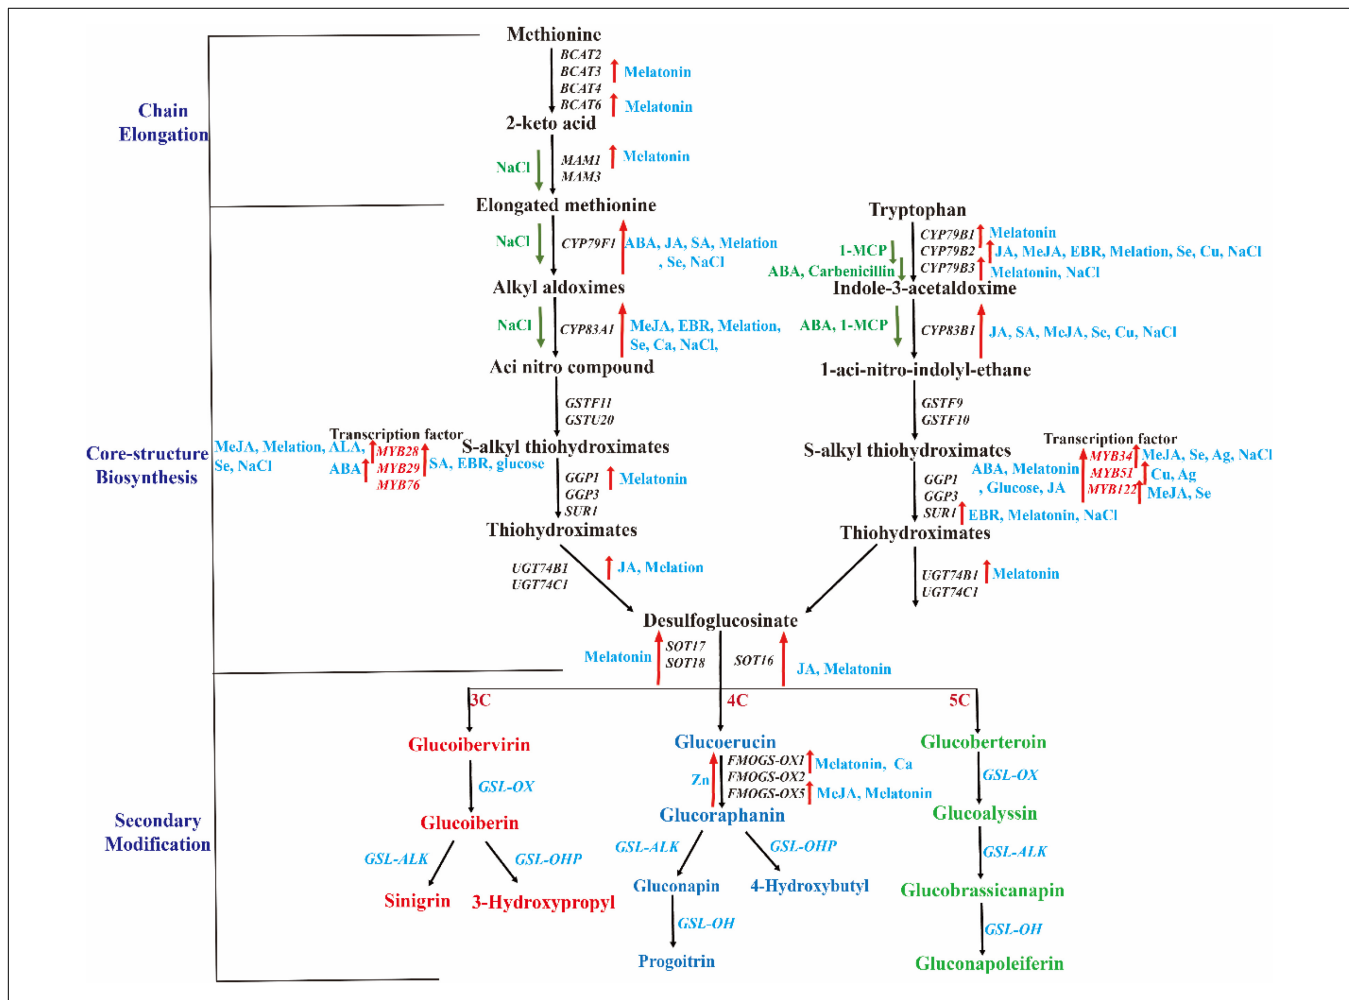 Methionine
BCAT2
BCAT3
Melatonin
BCAT4
BCAT6
Melatonin
2-keto acid
Chain
Elongation
NaCl
MAM1
Melatonin
MAM3
Elongated methionine
NaCl
CYP79F1
ABA, JA, SA, Melation
, Se, NaCl
Alkyl aldoximes
NaCl
CYP83A1
MeJA, EBR, Melation,
Se, Ca, NaCl,
Aci nitro compound
GSTF11
GSTU20
S-alkyl thiohydroximates
Core-structure
Biosynthesis
MeJA, Melation, ALA,
Se, NaCl
ABA
Transcription factor
MYB28
MYB29
MYB76
SA, EBR, glucose
GGP1
Melatonin
GGP3
SUR1
Thiohydroximates
UGT74B1
UGT74C1
JA, Melation
Tryptophan
CYP79B1
Melatonin
CYP79B2
JA, MeJA, EBR, Melation, Se, Cu, NaCl
CYP79B3
Melatonin, NaCl
1-MCP
ABA, Carbenicillin
Indole-3-acetaldoxime
ABA, 1-MCP
CYP83B1
JA, SA, MeJA, Se, Cu, NaCl
1-aci-nitro-indolyl-ethane
GSTF9
GSTF10
S-alkyl thiohydroximates
Transcription factor
MYB34
MeJA, Se, Ag, NaCl
MYB51
Cu, Ag
MYB122
MeJA, Se
ABA, Melatonin
, Glucose, JA
GGP1
GGP3
SUR1
EBR, Melatonin, NaCl
Thiohydroximates
UGT74B1
Melatonin
UGT74C1
Desulfoglucosinate
Melatonin
SOT17
SOT18
SOT16
JA, Melatonin
Secondary
Modification
3C
4C
5C
Glucoibervirin
GSL-OX
Glucoiberin
GSL-ALK
GSL-OHP
Sinigrin
3-Hydroxypropyl
Glucoerucin
Zn
FMOGS-OX1
Melatonin, Ca
FMOGS-OX2
FMOGS-OX5
MeJA, Melatonin
Glucoraphanin
GSL-ALK
GSL-OHP
Gluconapin
4-Hydroxybutyl
GSL-OH
Progoitrin
Glucoberteroin
GSL-OX
Glucoalyssin
GSL-ALK
Glucobrassicanapin
GSL-OH
Gluconapoleiferin